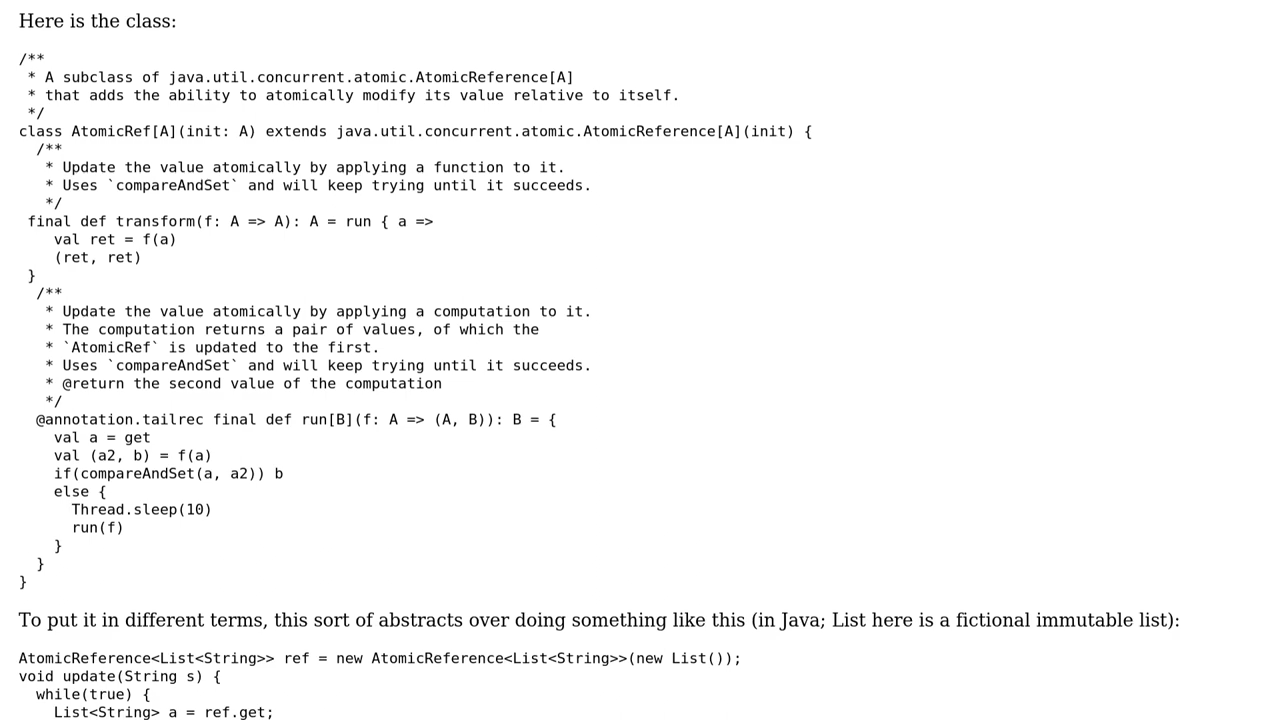 Here is the class:
/**
 * A subclass of java.util.concurrent.atomic.AtomicReference[A]
 * that adds the ability to atomically modify its value relative to itself.
 */
class AtomicRef[A](init: A) extends java.util.concurrent.atomic.AtomicReference[A](init) {
  /**
   * Update the value atomically by applying a function to it.
   * Uses `compareAndSet` and will keep trying until it succeeds.
   */
 final def transform(f: A => A): A = run { a =>
    val ret = f(a)
    (ret, ret)
 }
  /**
   * Update the value atomically by applying a computation to it.
   * The computation returns a pair of values, of which the
   * `AtomicRef` is updated to the first.
   * Uses `compareAndSet` and will keep trying until it succeeds.
   * @return the second value of the computation
   */
  @annotation.tailrec final def run[B](f: A => (A, B)): B = {
    val a = get
    val (a2, b) = f(a)
    if(compareAndSet(a, a2)) b
    else {
      Thread.sleep(10)
      run(f)
    }
  }
}
To put it in different terms, this sort of abstracts over doing something like this (in Java; List here is a fictional immutable list):
AtomicReference<List<String>> ref = new AtomicReference<List<String>>(new List());
void update(String s) {
  while(true) {
    List<String> a = ref.get;